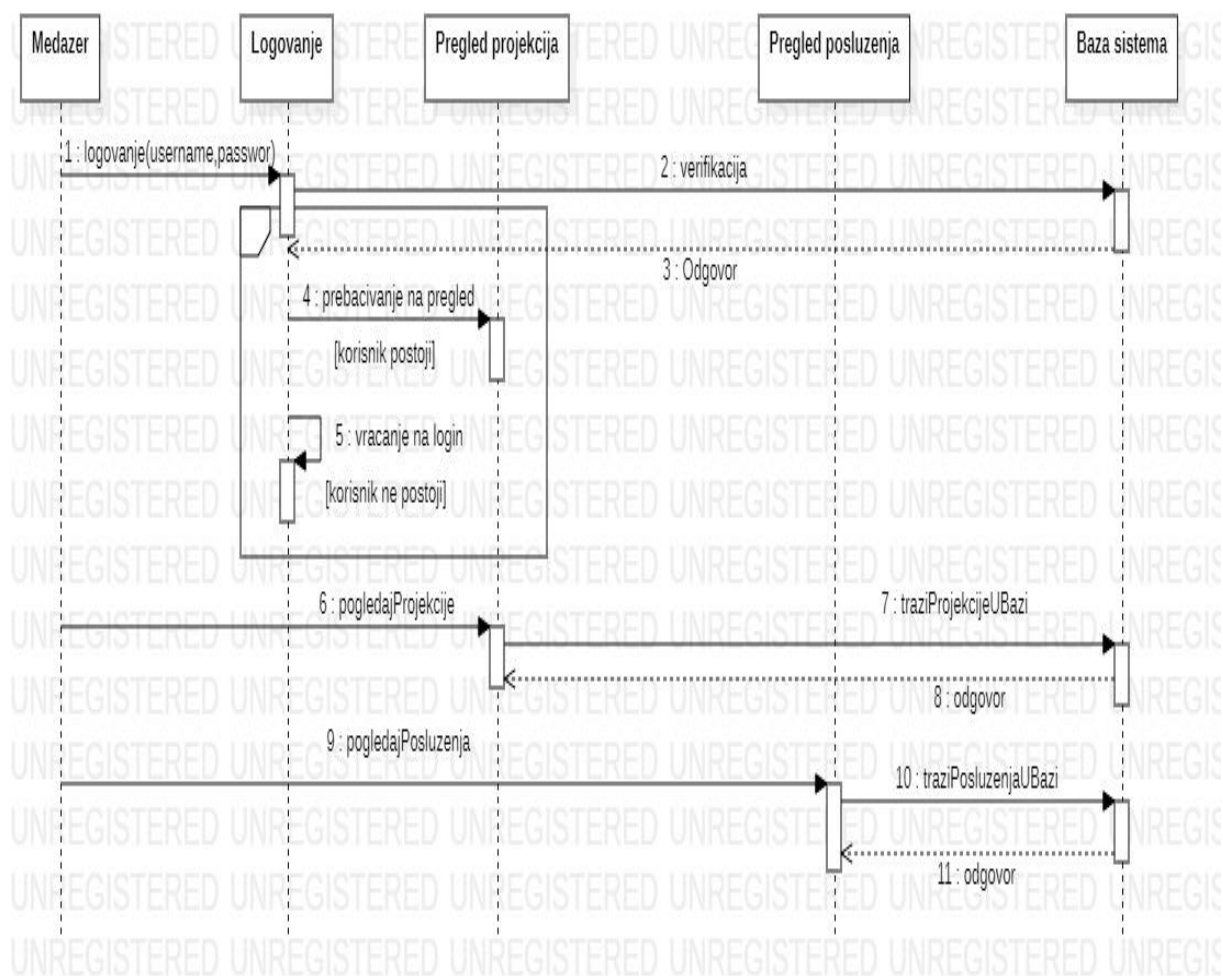 Medazer
Logovanje
Pregled projekcija
Pregled posluzenja
Baza sistema
1 : logovanje(username,passwor)
2 : verifikacija
3 : Odgovor
4 : prebacivanje na pregled
[korisnik postoji]
5 : vracanje na login
[korisnik ne postoji]
6 : pogledajProjekcije
7 : traziProjekcijeUBazi
8 : odgovor
9 : pogledajPosluzenja
10 : traziPosluzenjaUBazi
11 : odgovor
UNREGISTERED